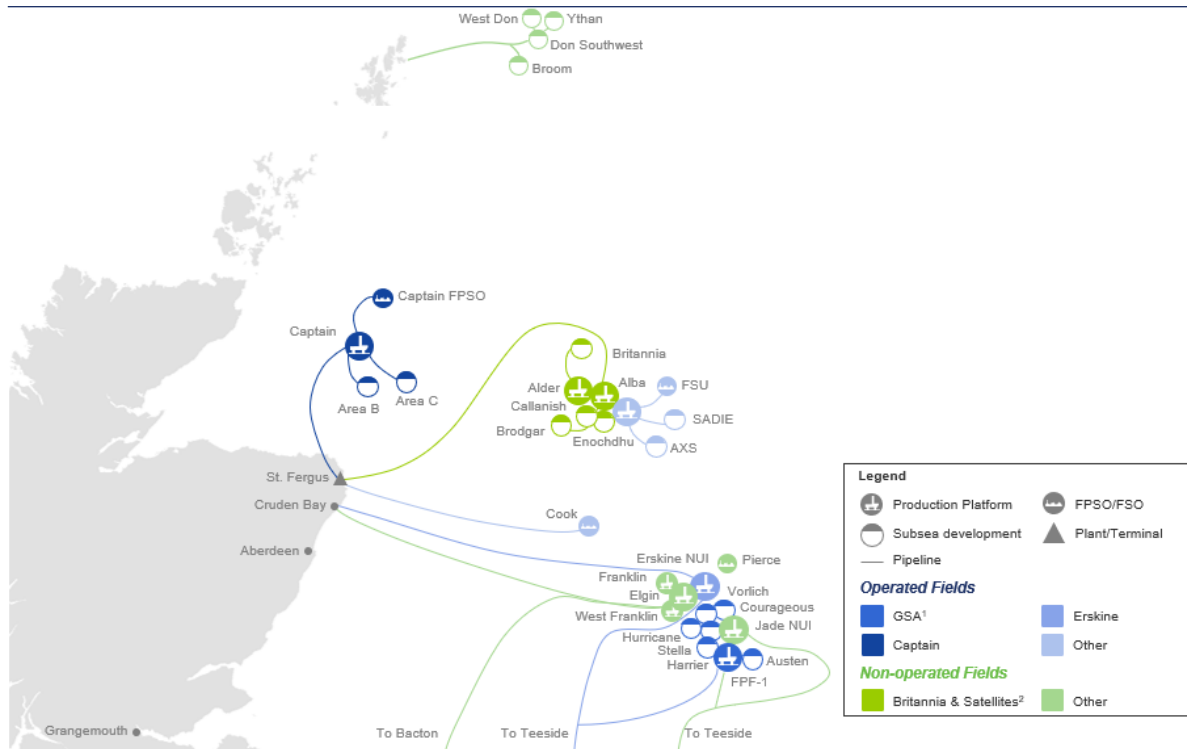 West Don
Ythan
Don Southwest
Broom
Captain FPSO
Captain
Area B
Area C
Britannia
Alder
Alba
FSU
Callanish
Brodgar
Enochdhu
SADIE
AXS
St. Fergus
Cruden Bay
Aberdeen
Cook
Erskine NUI
Pierce
Franklin
Elgin
Vorlich
West Franklin
Courageous
Jade NUI
Hurricane
Stella
Harrier
Austen
FPF-1
Grangemouth
To Bacton
To Teeside
To Teeside
Legend
Production Platform
FPSO/FSO
Subsea development
Plant/Terminal
Pipeline
Operated Fields
GSA¹
Erskine
Captain
Other
Non-operated Fields
Britannia & Satellites²
Other